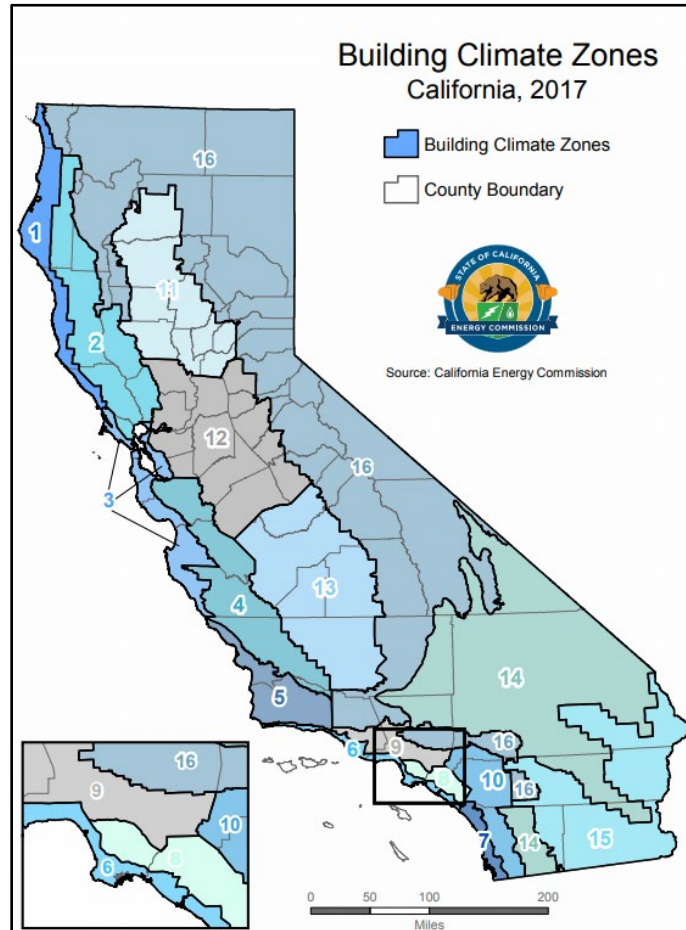 Building Climate Zones
California, 2017
Building Climate Zones
County Boundary
STATE OF CALIFORNIA
ENERGY COMMISSION
Source: California Energy Commission
16
1
11
2
12
16
3
13
4
14
5
6
9
16
8
10
16
7
14
15
16
9
10
8
6
0 50 100 200
Miles